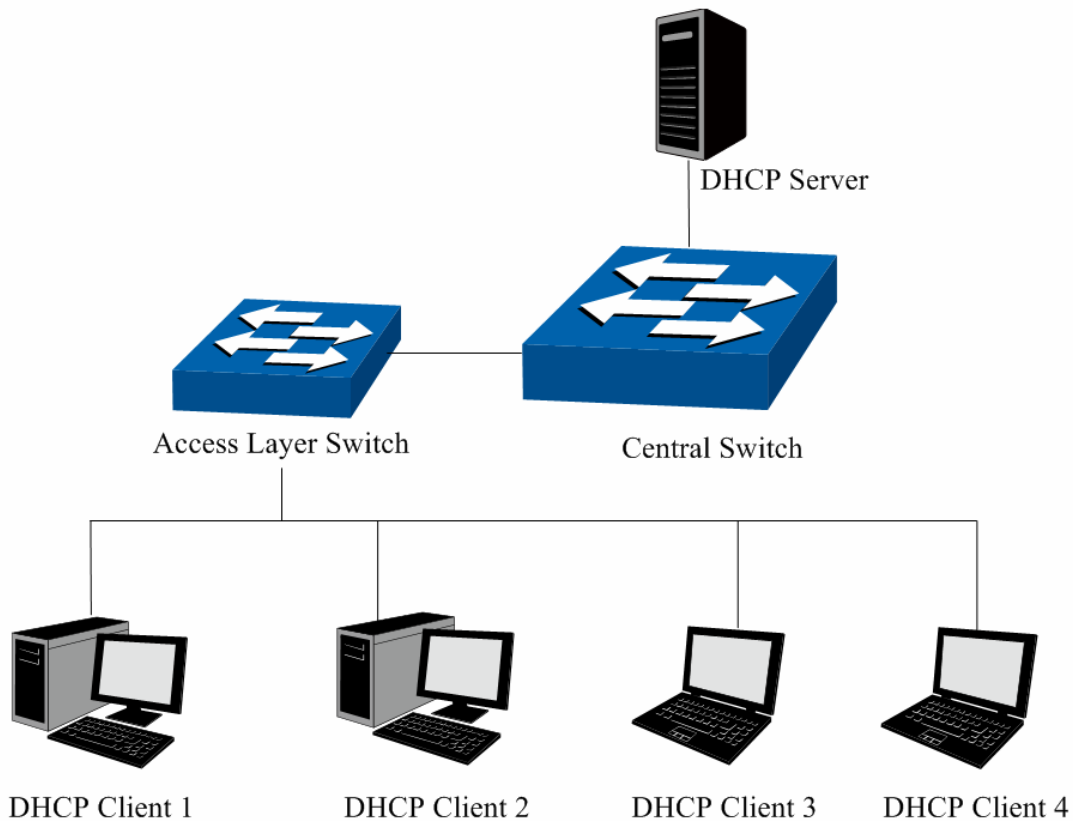 DHCP Server
Access Layer Switch
Central Switch
DHCP Client 1
DHCP Client 2
DHCP Client 3
DHCP Client 4